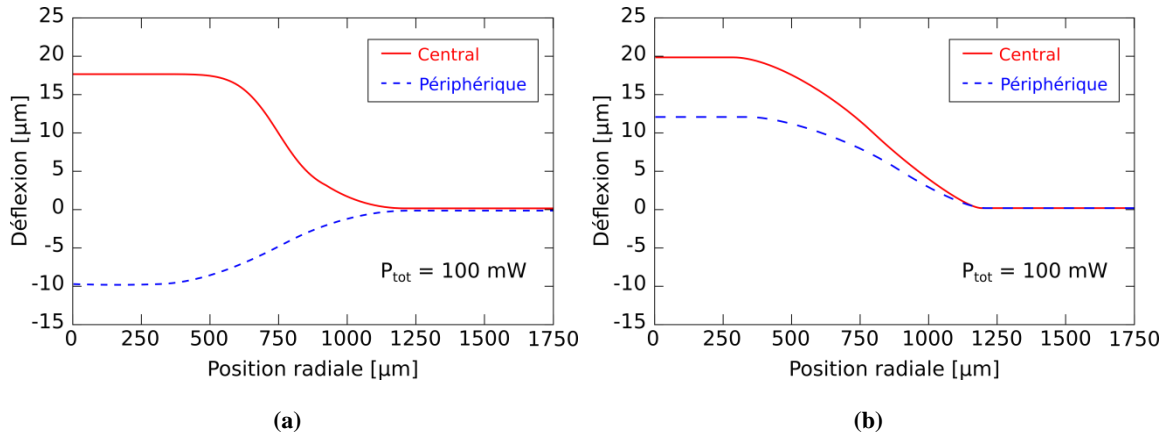 25
20
15
10
5
0
-5
-10
-15
Déflexion [µm]
Central
Périphérique
P_tot = 100 mW
0 250 500 750 1000 1250 1500 1750
Position radiale [µm]
(a)
25
20
15
10
5
0
-5
-10
-15
Déflexion [µm]
Central
Périphérique
P_tot = 100 mW
0 250 500 750 1000 1250 1500 1750
Position radiale [µm]
(b)